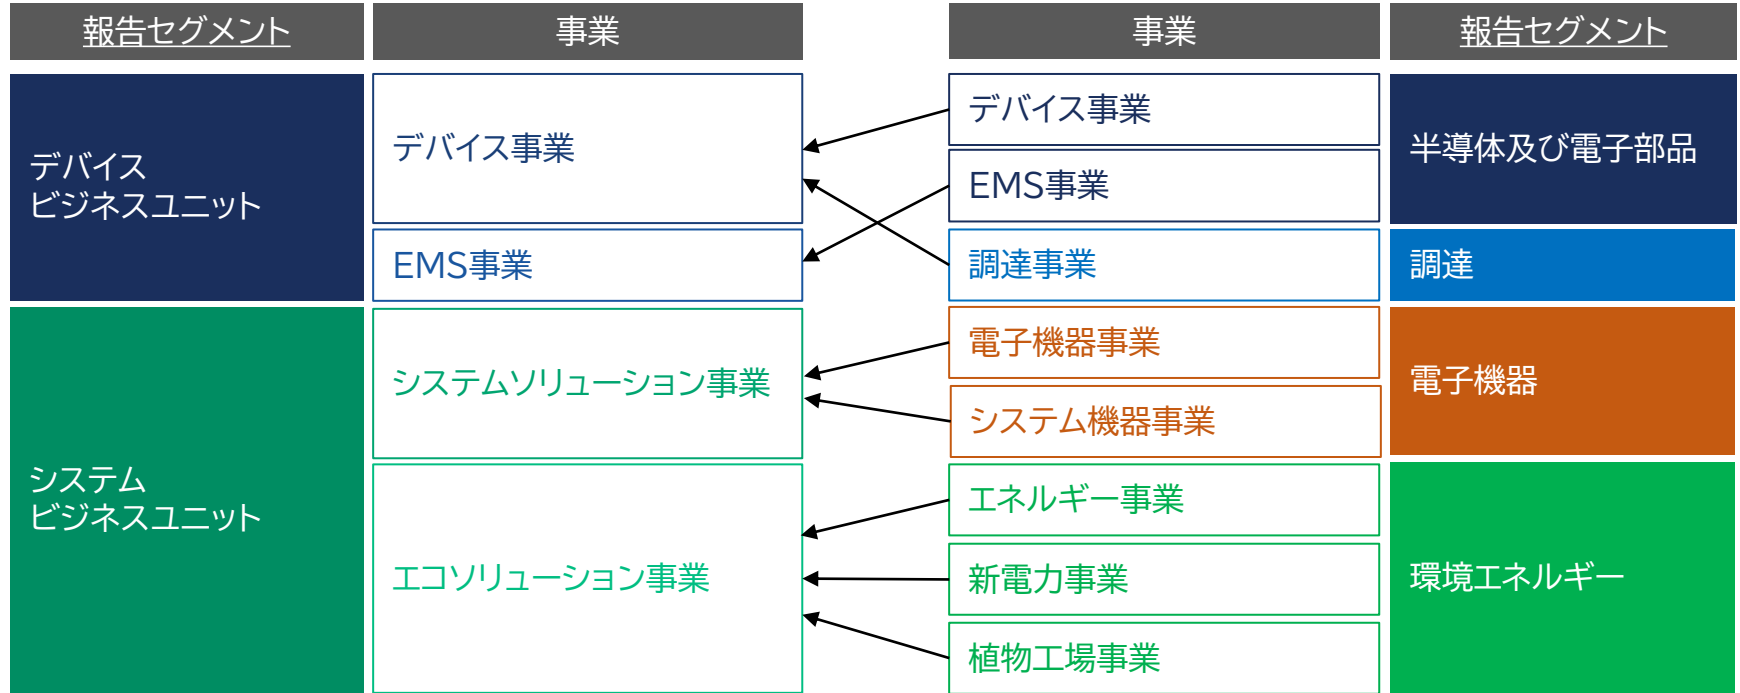 報告セグメント
事業
事業
報告セグメント
デバイス
ビジネスユニット
デバイス事業
EMS事業
システム
ビジネスユニット
システムソリューション事業
エコソリューション事業
デバイス事業
EMS事業
調達事業
電子機器事業
システム機器事業
エネルギー事業
新電力事業
植物工場事業
半導体及び電子部品
調達
電子機器
環境エネルギー